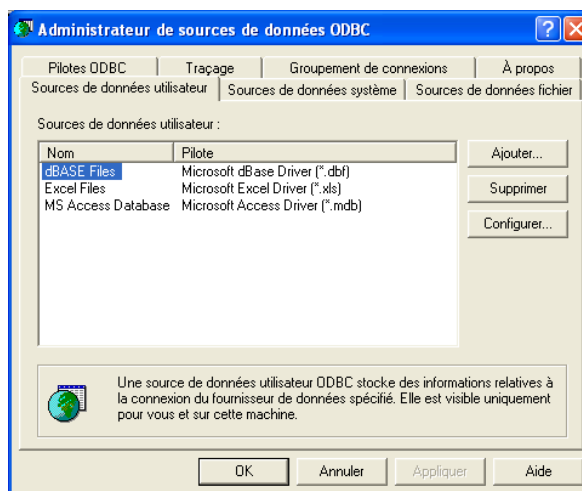 Administrateur de sources de données ODBC
Pilotes ODBC Traçage Groupement de connexions À propos
Sources de données utilisateur Sources de données système Sources de données fichier
Sources de données utilisateur :
Nom Pilote
dBASE Files Microsoft dBase Driver (*.dbf)
Excel Files Microsoft Excel Driver (*.xls)
MS Access Database Microsoft Access Driver (*.mdb)
Ajouter...
Supprimer
Configurer...
Une source de données utilisateur ODBC stocke des informations relatives à
la connexion du fournisseur de données spécifié. Elle est visible uniquement
pour vous et sur cette machine.
OK Annuler Appliquer Aide